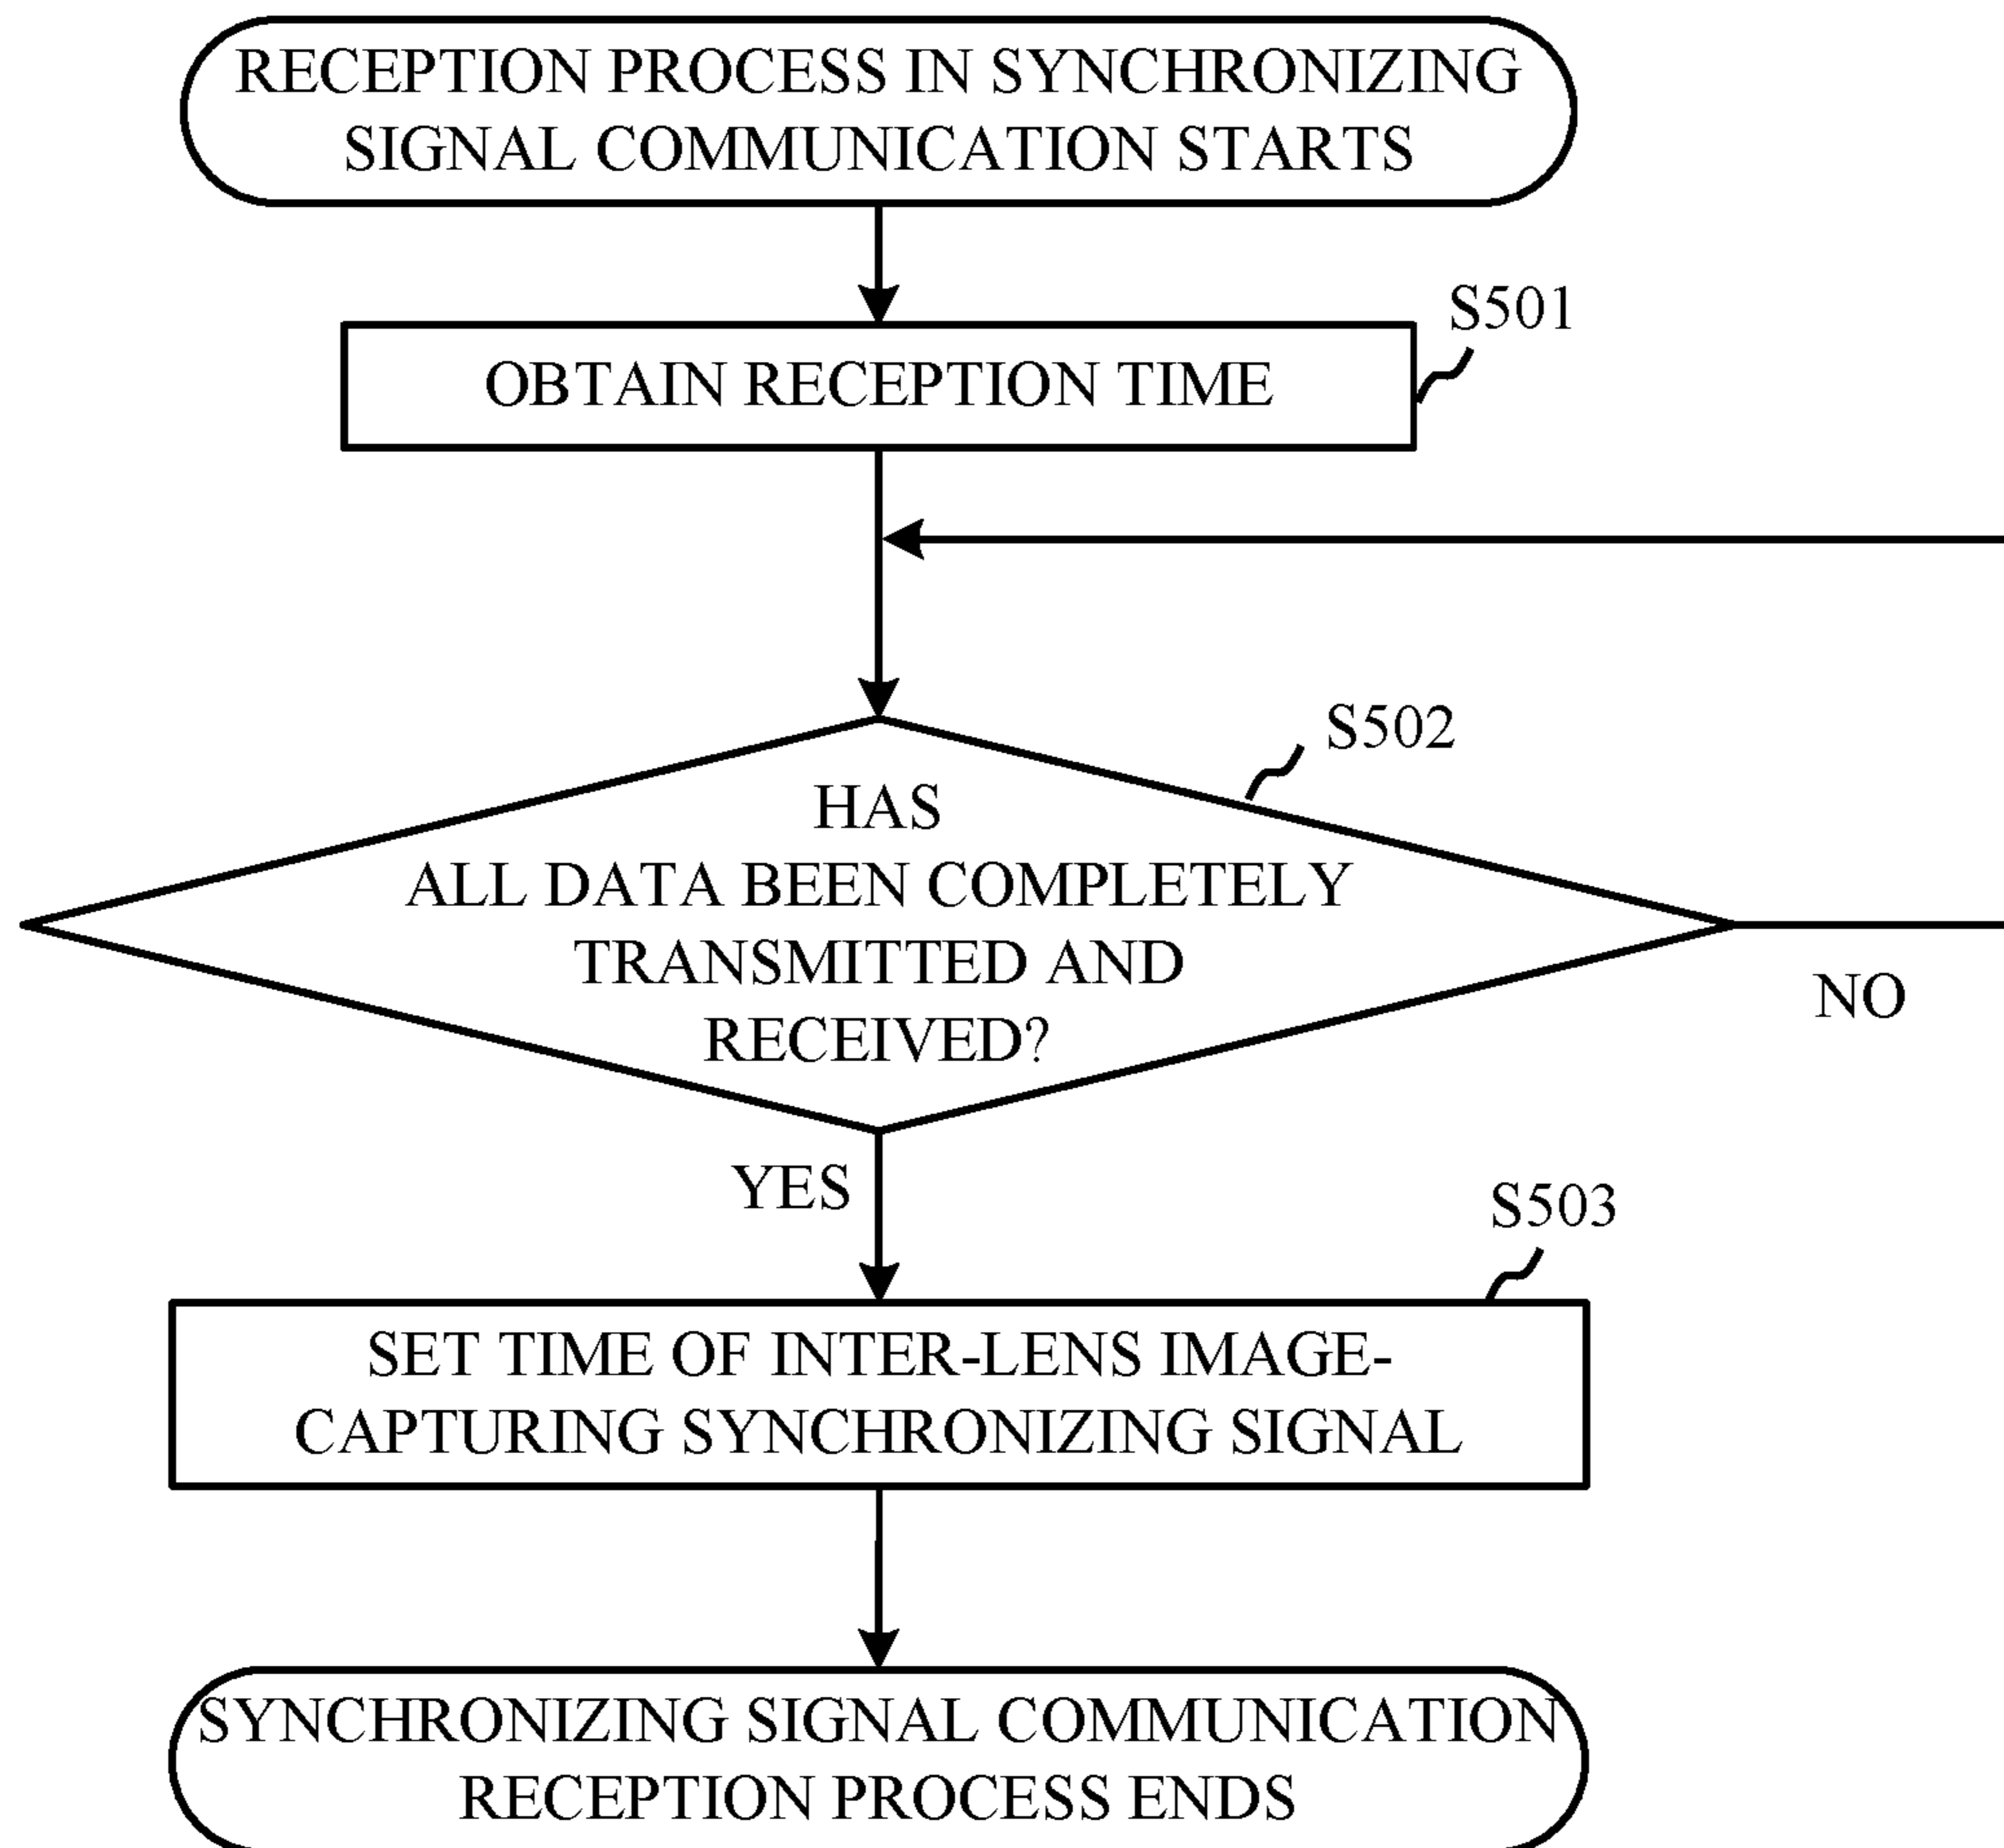 RECEPTION PROCESS IN SYNCHRONIZING
SIGNAL COMMUNICATION STARTS
S501
OBTAIN RECEPTION TIME
S502
HAS
ALL DATA BEEN COMPLETELY
TRANSMITTED AND
RECEIVED?
NO
YES
S503
SET TIME OF INTER-LENS IMAGE-
CAPTURING SYNCHRONIZING SIGNAL
SYNCHRONIZING SIGNAL COMMUNICATION
RECEPTION PROCESS ENDS